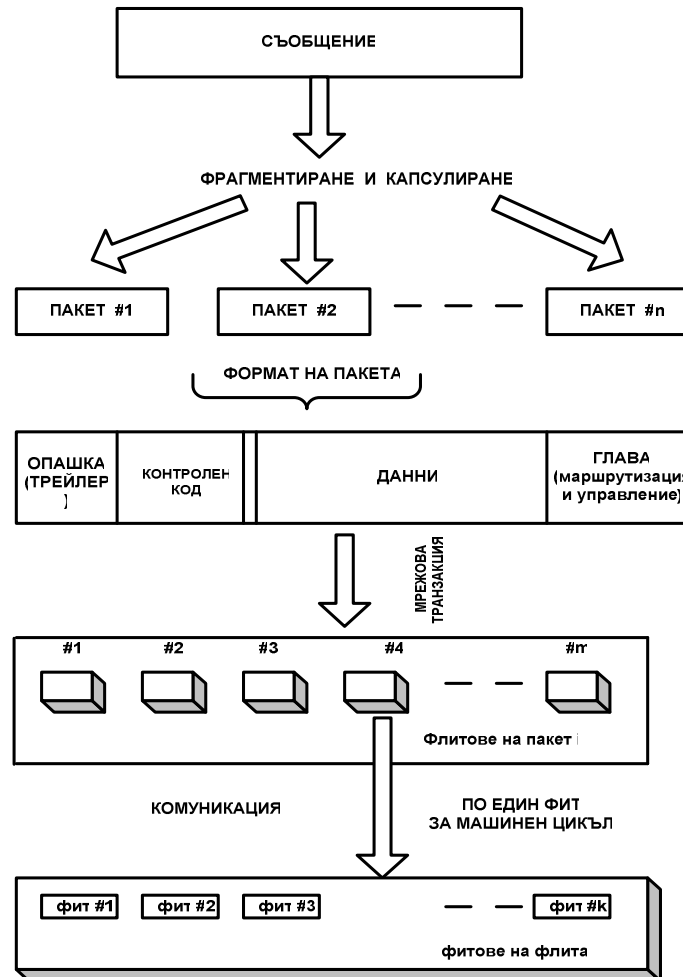 СЪОБЩЕНИЕ
ФРАГМЕНТИРАНЕ И КАПСУЛИРАНЕ
ПАКЕТ #1
ПАКЕТ #2
ПАКЕТ #n
ФОРМАТ НА ПАКЕТА
ОПАШКА
(ТРЕЙЛЕР
)
КОНТРОЛЕН
КОД
ДАННИ
ГЛАВА
(маршрутизация
и управление)
МРЕЖОВА
ТРАНЗАКЦИЯ
#1
#2
#3
#4
#m
Флитове на пакет i
КОМУНИКАЦИЯ
ПО ЕДИН ФИТ
ЗА МАШИНЕН ЦИКЪЛ
фит #1
фит #2
фит #3
фит #k
фитове на флита